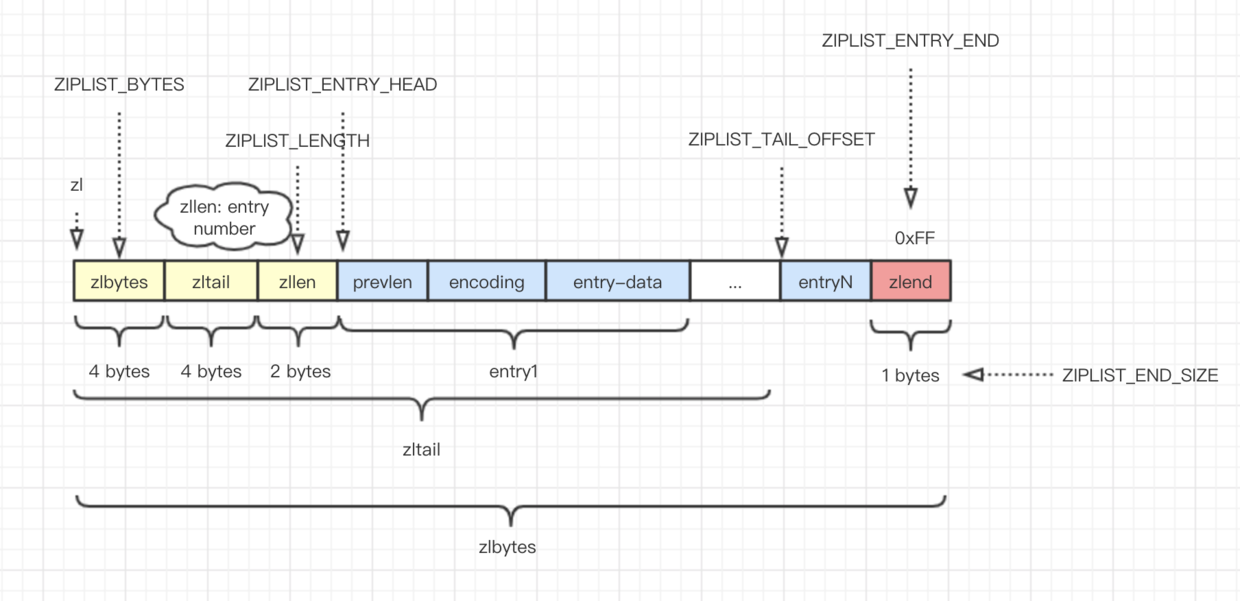 ZIPLIST_ENTRY_END
ZIPLIST_BYTES
ZIPLIST_ENTRY_HEAD
ZIPLIST_LENGTH
ZIPLIST_TAIL_OFFSET
zl
zllen: entry
number
0xFF
zlbytes
zltail
zllen
prevlen
encoding
entry-data
...
entryN
zlend
4 bytes
4 bytes
2 bytes
entry1
1 bytes
ZIPLIST_END_SIZE
zltail
zlbytes